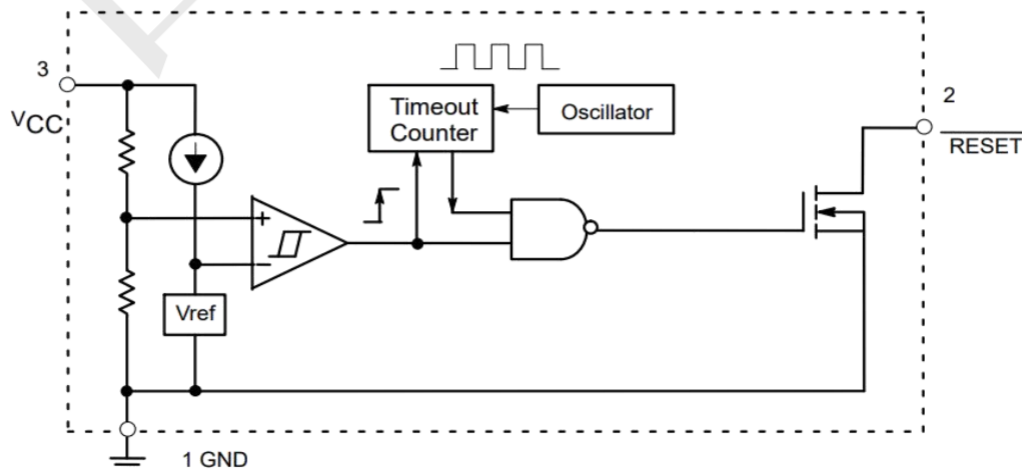 3
VCC
Timeout
Counter
Oscillator
2
RESET
+
−
Vref
1 GND